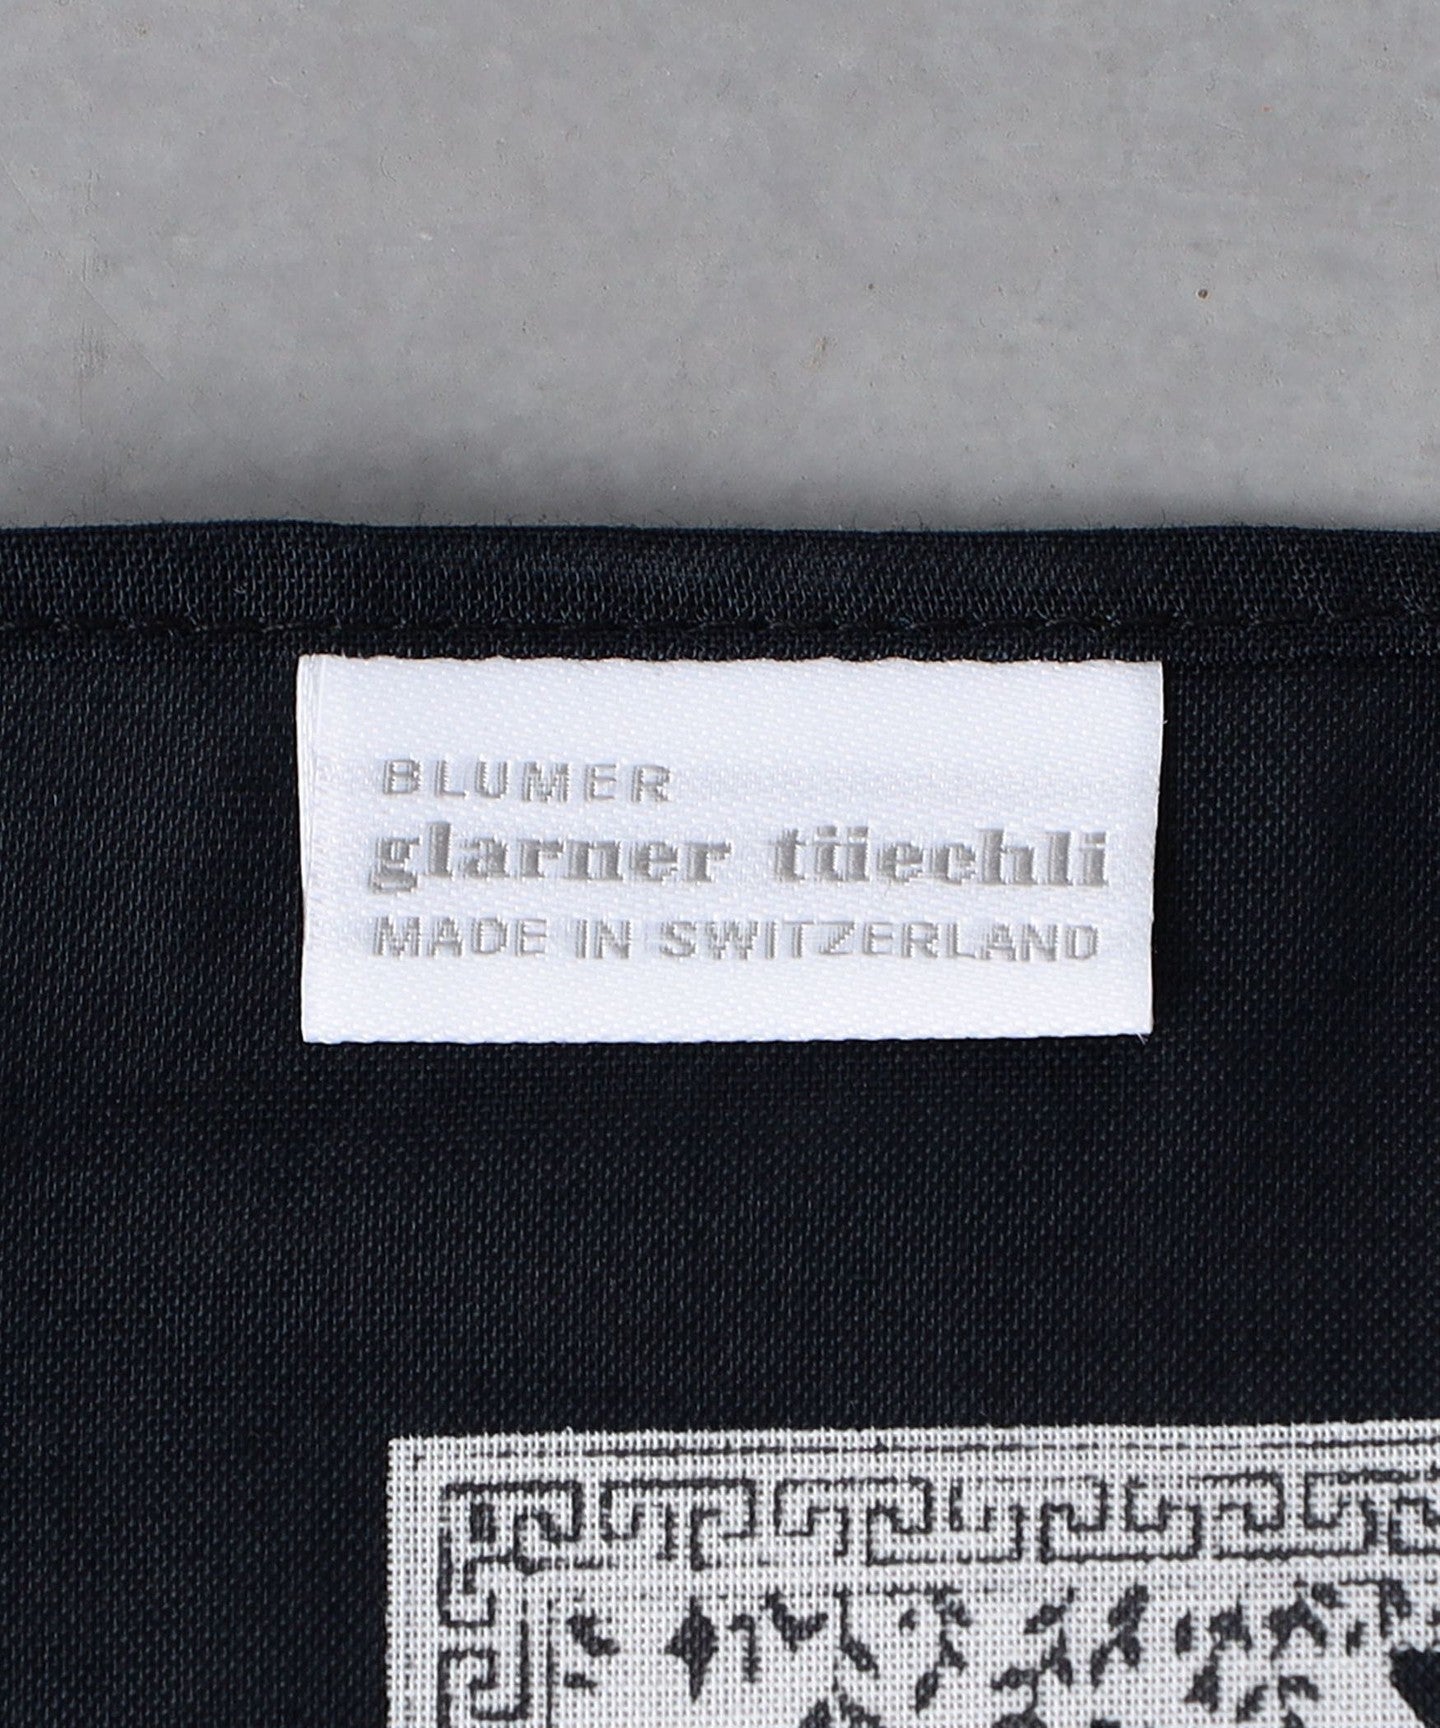 BLUMER
glarner tüechli
MADE IN SWITZERLAND